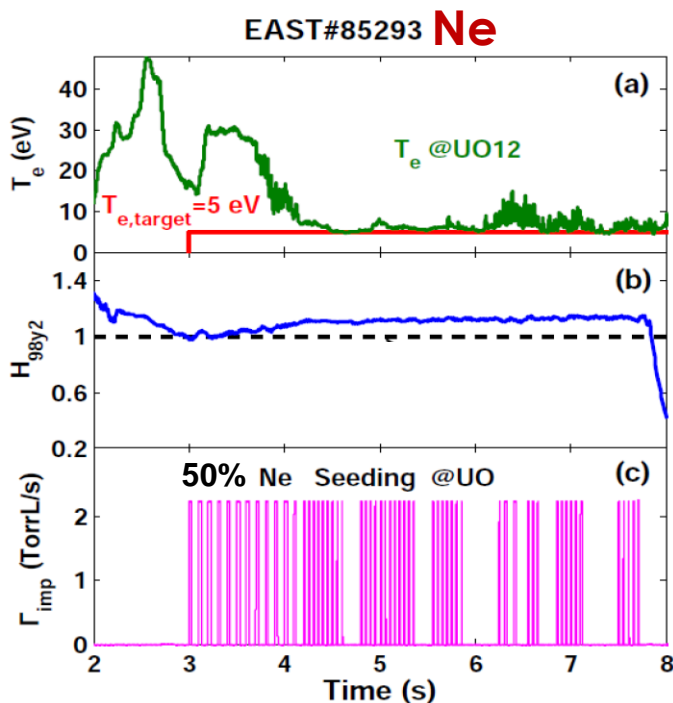 EAST#85293 Ne
(a)
T_e (eV)
40
30
20
10
0
T_e @UO12
T_e,target=5 eV
(b)
H_98y2
1.4
1
0.6
0.2
50% Ne Seeding @UO
(c)
Γ_imp (TorrL/s)
2
1
0
2 3 4 5 6 7 8
Time (s)